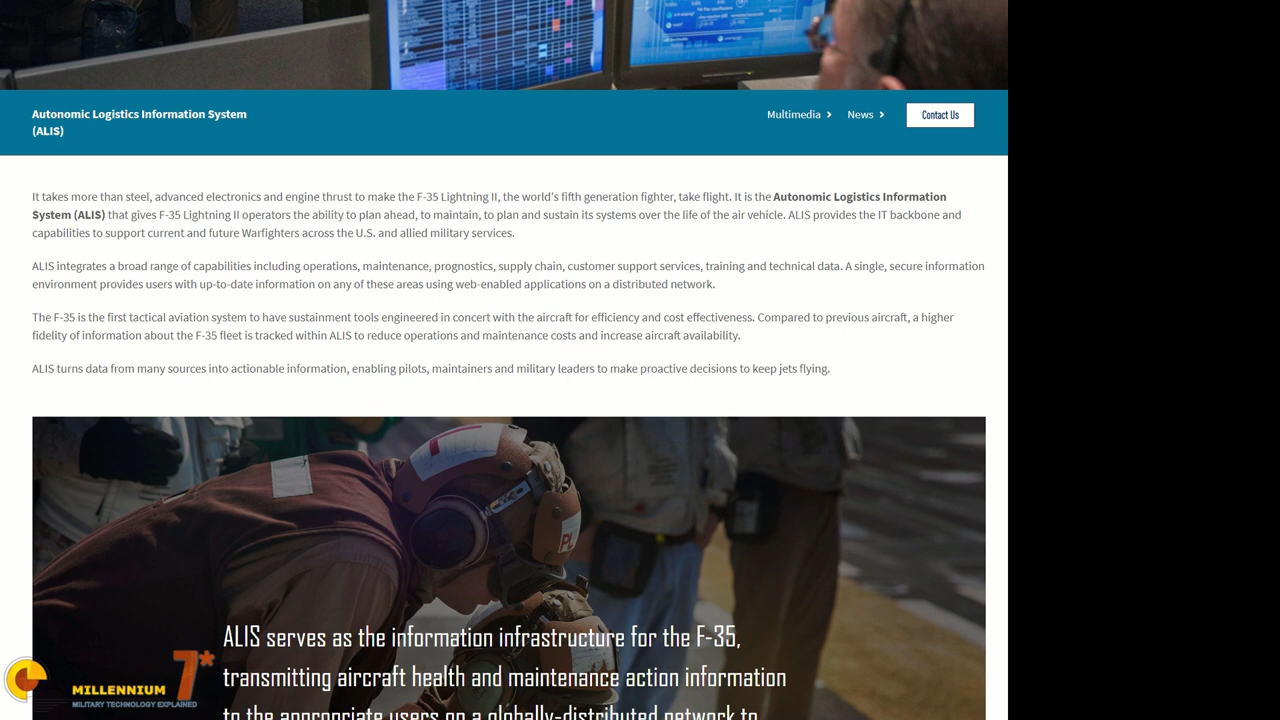 Autonomic Logistics Information System
(ALIS)
Multimedia
News
Contact Us
It takes more than steel, advanced electronics and engine thrust to make the F-35 Lightning II, the world's fifth generation fighter, take flight. It is the Autonomic Logistics Information
System (ALIS) that gives F-35 Lightning II operators the ability to plan ahead, to maintain, to plan and sustain its systems over the life of the air vehicle. ALIS provides the IT backbone and
capabilities to support current and future Warfighters across the U.S. and allied military services.
ALIS integrates a broad range of capabilities including operations, maintenance, prognostics, supply chain, customer support services, training and technical data. A single, secure information
environment provides users with up-to-date information on any of these areas using web-enabled applications on a distributed network.
The F-35 is the first tactical aviation system to have sustainment tools engineered in concert with the aircraft for efficiency and cost effectiveness. Compared to previous aircraft, a higher
fidelity of information about the F-35 fleet is tracked within ALIS to reduce operations and maintenance costs and increase aircraft availability.
ALIS turns data from many sources into actionable information, enabling pilots, maintainers and military leaders to make proactive decisions to keep jets flying.
PL
ALIS serves as the information infrastructure for the F-35,
transmitting aircraft health and maintenance action information
to the appropriate users on a globally-distributed network to
MILLENNIUM 7*
MILITARY TECHNOLOGY EXPLAINED